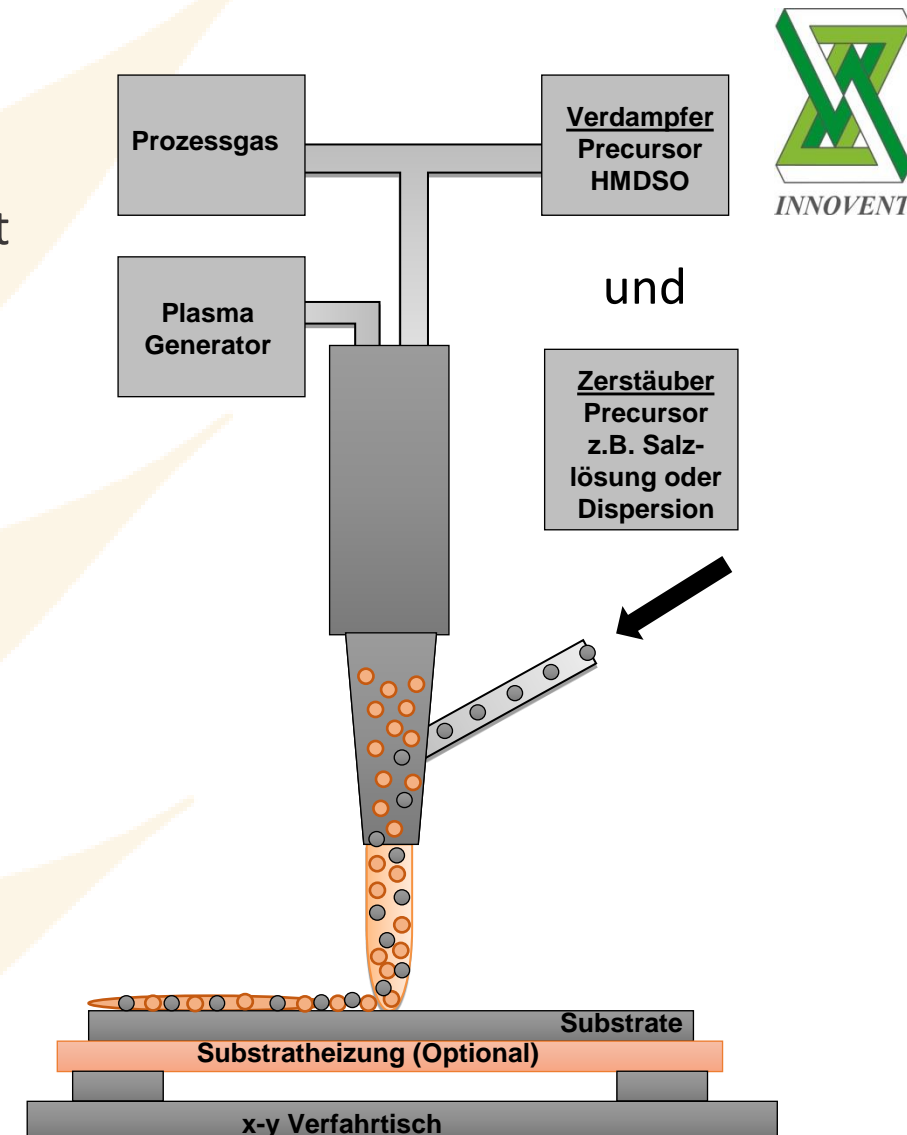 INNOVENT
Prozessgas
Verdampfer
Precursor
HMDSO
t
Plasma
Generator
und
Zerstäuber
Precursor
z.B. Salz-
lösung oder
Dispersion
Substrate
Substratheizung (Optional)
x-y Verfahrtisch